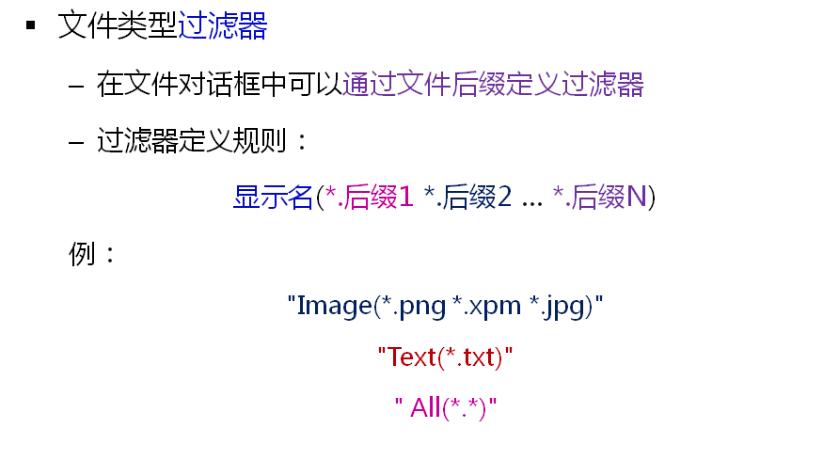 ▪ 文件类型过滤器
– 在文件对话框中可以通过文件后缀定义过滤器
– 过滤器定义规则：
显示名(*.后缀1 *.后缀2 ... *.后缀N)
例：
"Image(*.png *.xpm *.jpg)"
"Text(*.txt)"
" All(*.*)"